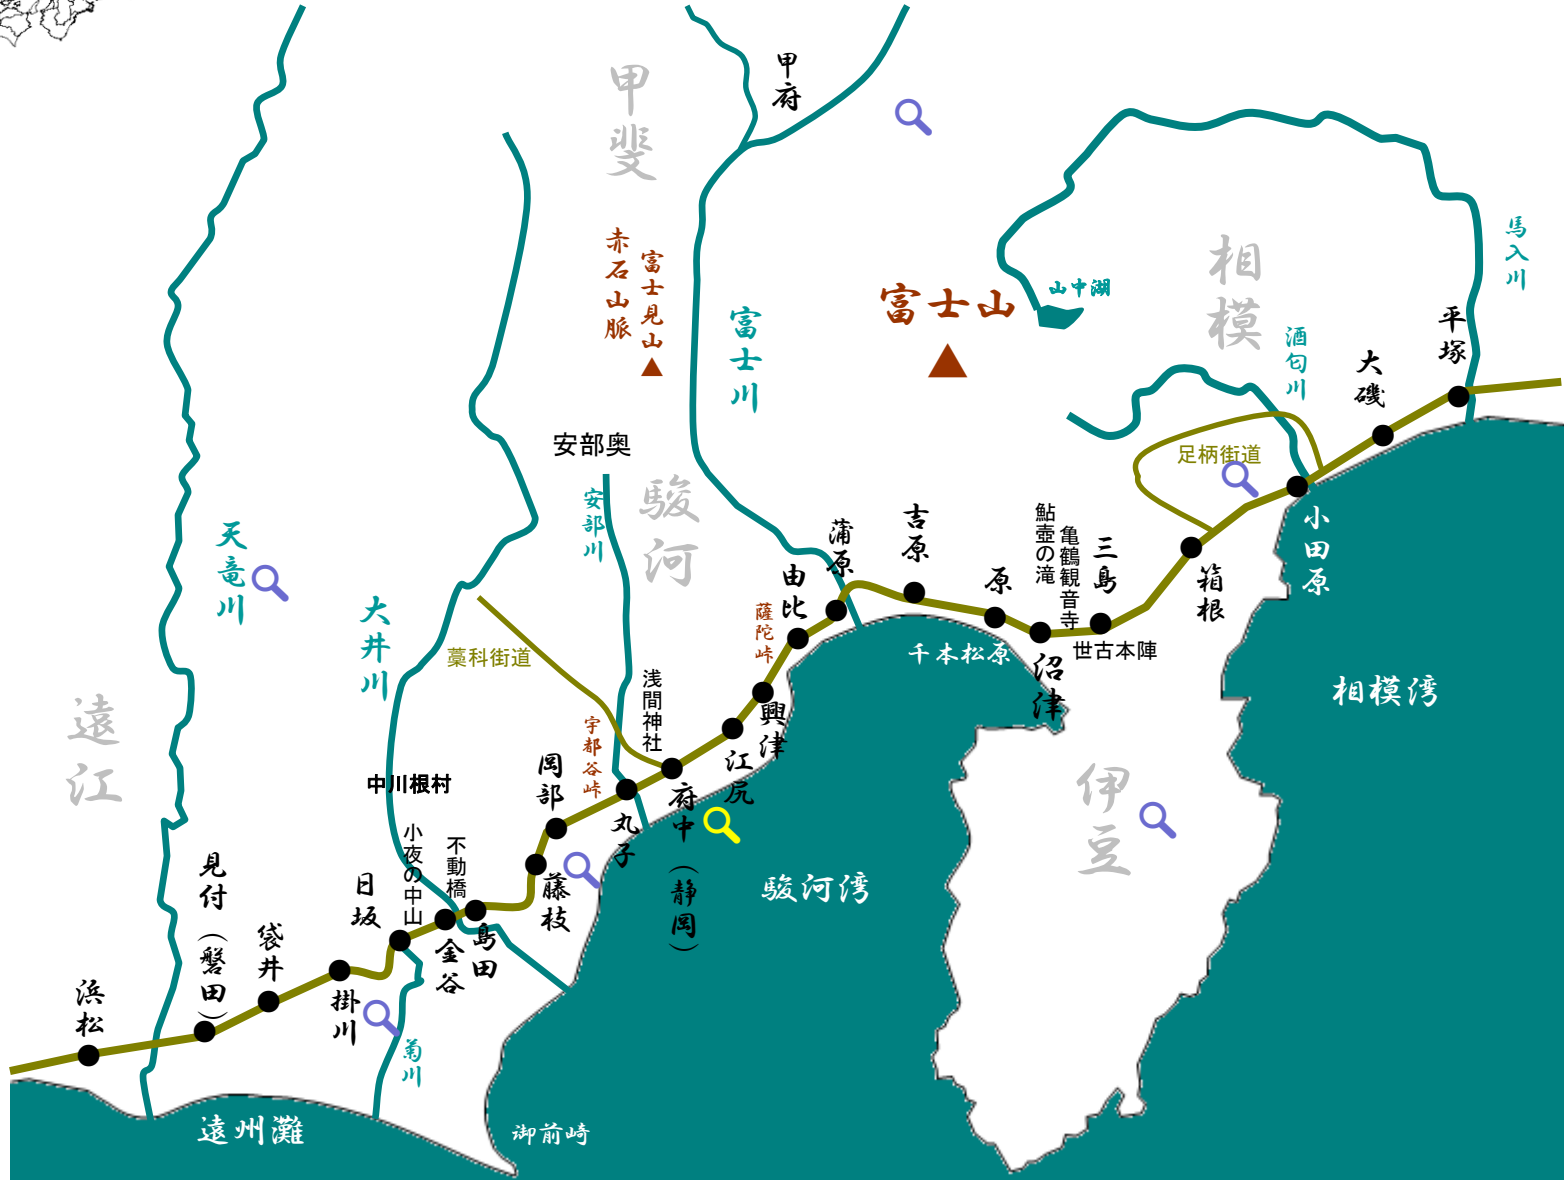 甲府
甲斐
赤石山脈
富士見山
富士川
富士山
山中湖
相模
馬入川
酒匂川
平塚
大磯
足柄街道
小田原
箱根
三島
亀鶴観音寺
鮎壺の滝
世古本陣
沼津
原
吉原
千本松原
蒲原
由比
薩陀峠
興津
江尻
安部奥
安部川
駿河
浅間神社
府中(静岡)
丸子
宇都谷峠
岡部
藤枝
藁科街道
大井川
中川根村
不動橋
小夜の中山
島田
金谷
日坂
掛川
菊川
袋井
見付(磐田)
浜松
天竜川
遠江
遠州灘
御前崎
駿河湾
伊豆
相模湾